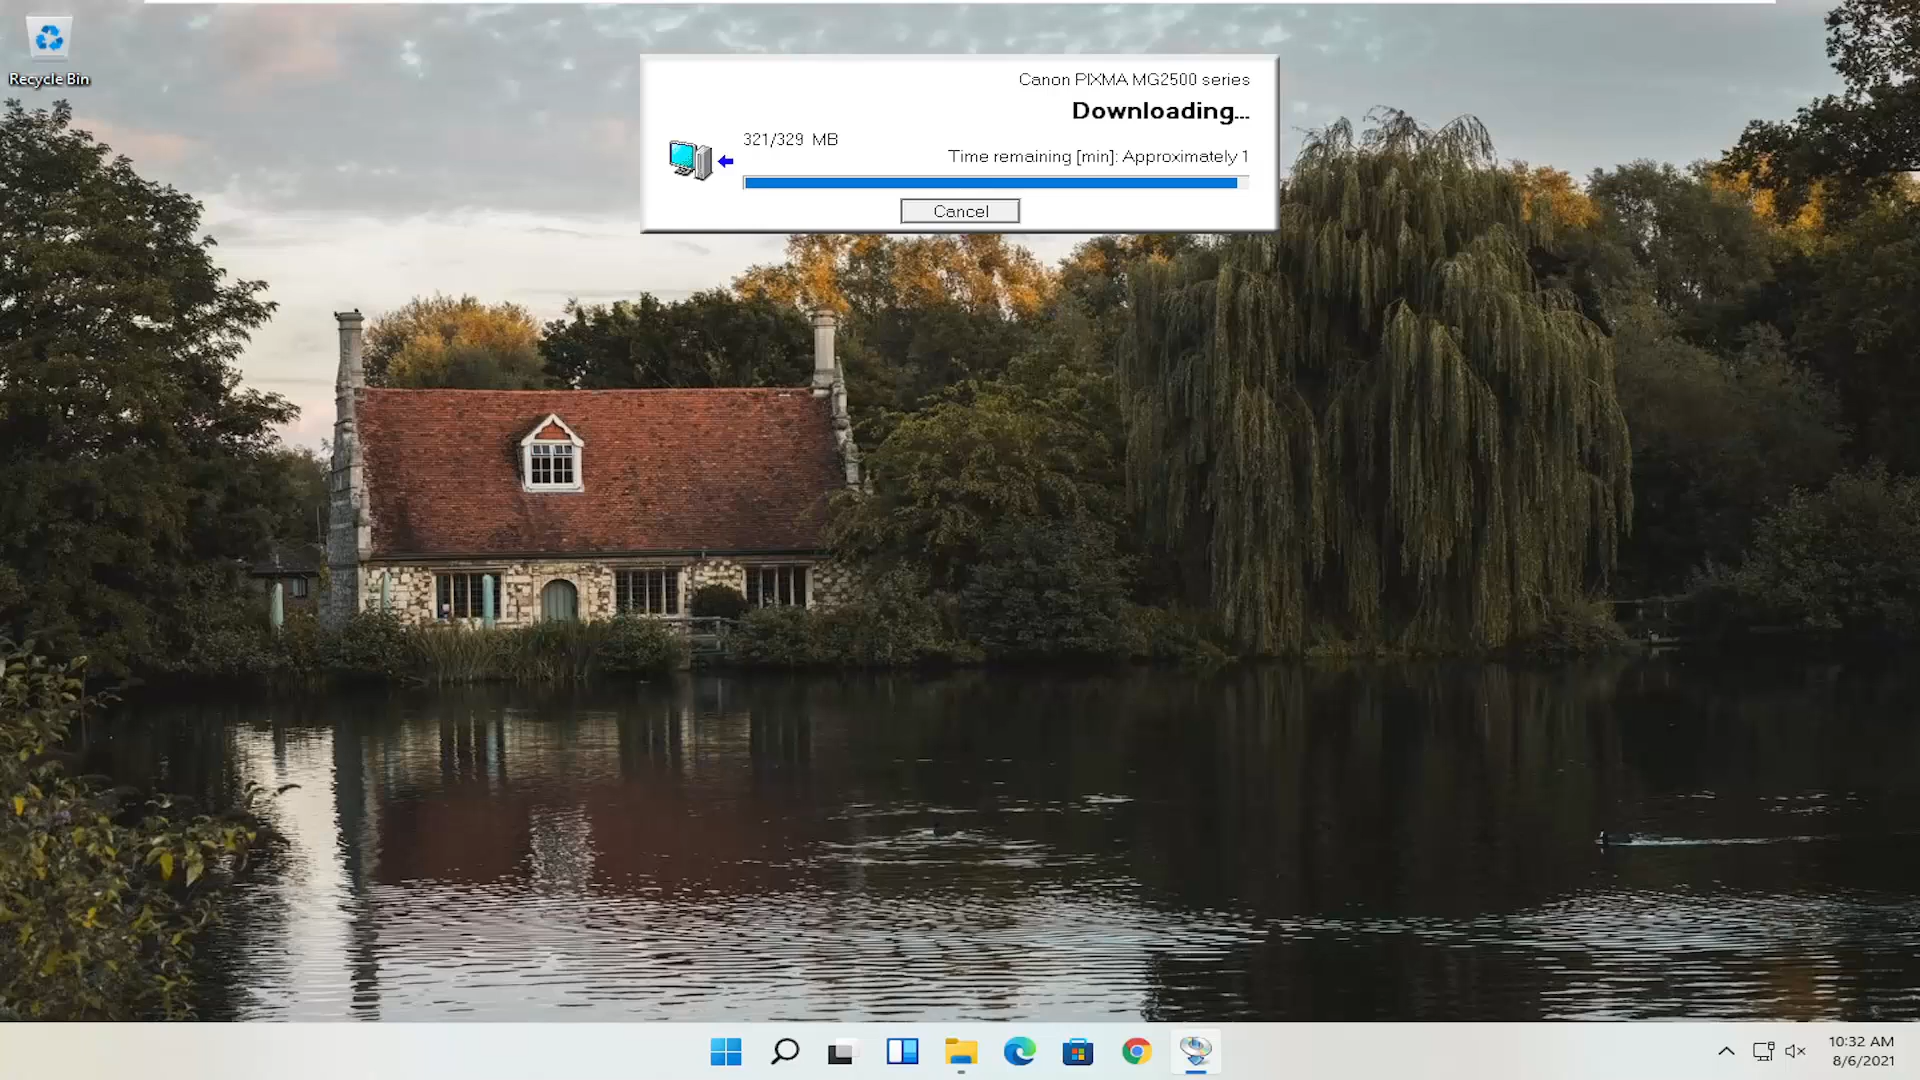 Recycle Bin
Canon PIXMA MG2500 series
Downloading...
321/329 MB
Time remaining [min]: Approximately 1
Cancel
10:32 AM
8/6/2021